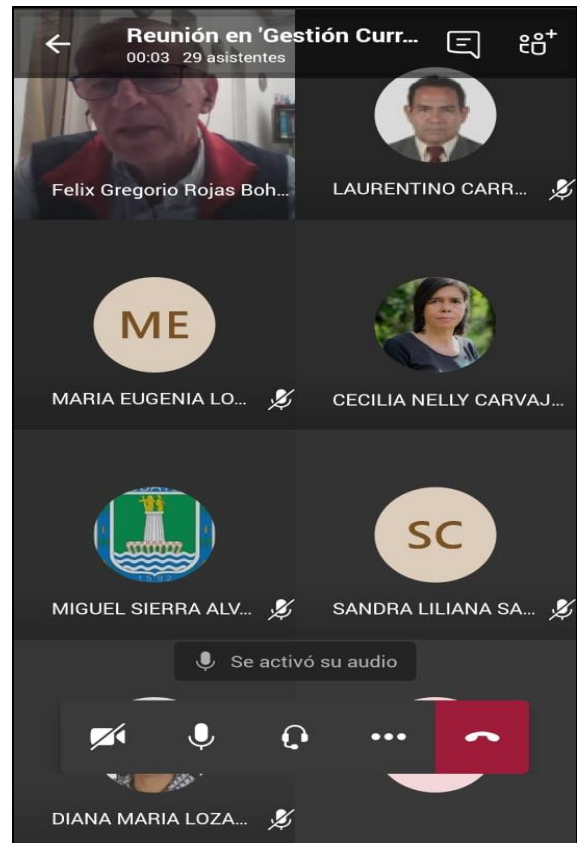 Reunión en 'Gestión Curr...
00:03 29 asistentes
Felix Gregorio Rojas Boh...
LAURENTINO CARR...
ME
MARIA EUGENIA LO...
CECILIA NELLY CARVAJ...
1592
MIGUEL SIERRA ALV...
SC
SANDRA LILIANA SA...
Se activó su audio
DIANA MARIA LOZA...